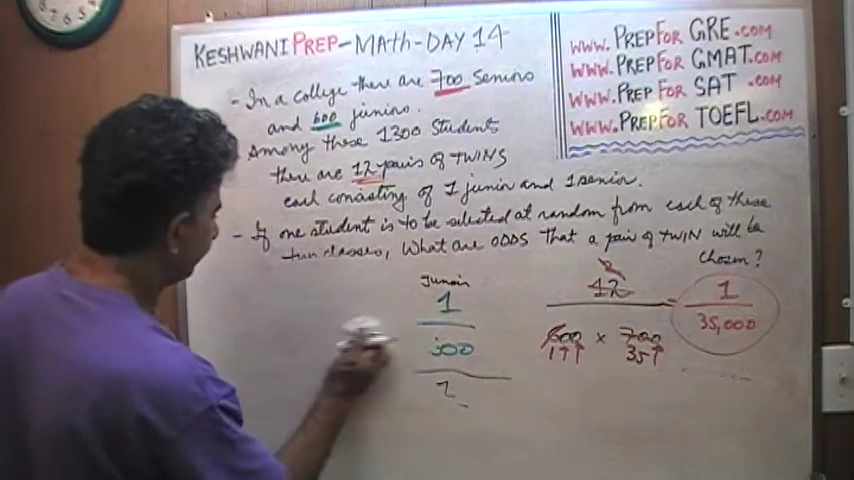 KESHWANI PREP-MATH-DAY 14
- In a college there are 700 Seniors
and 600 juniors.
Among these 1300 Students
there are 12 pairs of TWINS
each consisting of 1 junior and 1 senior.
- If one student is to be selected at random from each of these
two classes, What are ODDS That a pair of TWIN will be
chosen?
www.PREPFOR GRE.com
www.PREPFOR GMAT.com
www.PREPFOR SAT.com
www.PREPFOR TOEFL.com
Junior
1
300
12
600 × 700
=
1
35,000
35